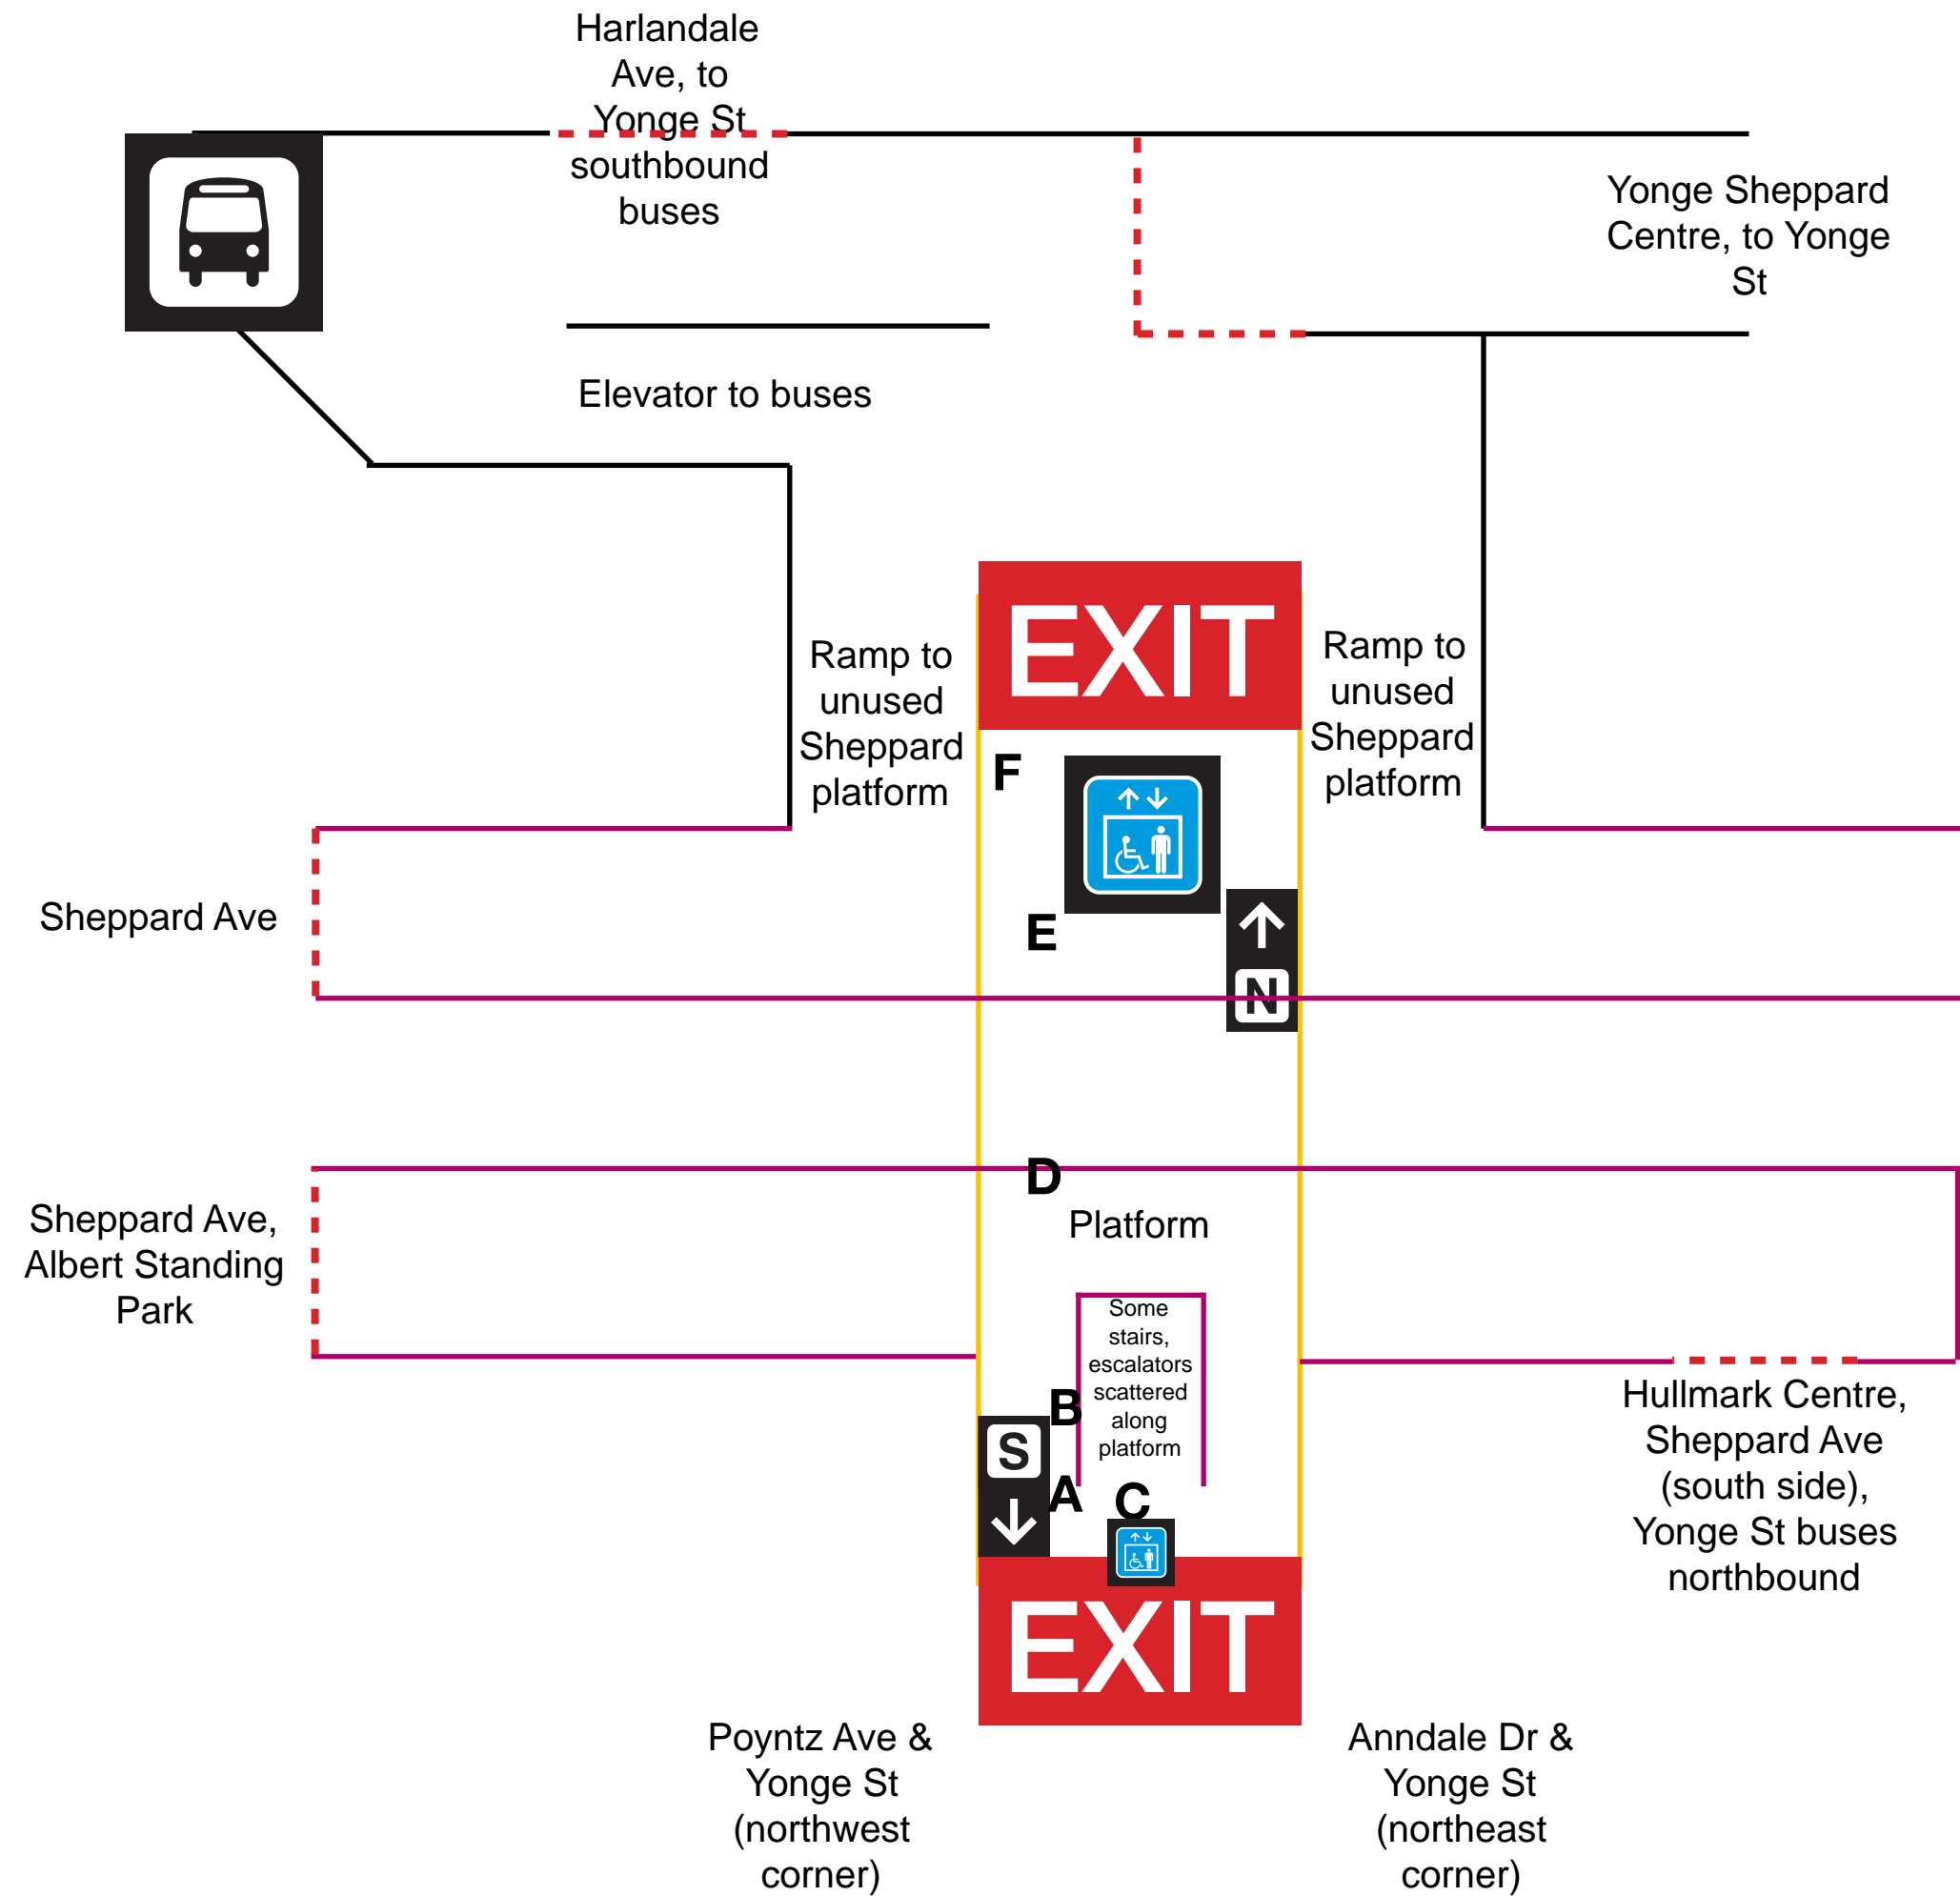 Harlandale
Ave, to
Yonge St
southbound
buses
Yonge Sheppard
Centre, to Yonge
St
Elevator to buses
EXIT
Ramp to
unused
Sheppard
platform
Ramp to
unused
Sheppard
platform
F
Sheppard Ave
E
N
D
Platform
Sheppard Ave,
Albert Standing
Park
Some
stairs,
escalators
scattered
along
platform
B
S
A
C
Hullmark Centre,
Sheppard Ave
(south side),
Yonge St buses
northbound
EXIT
Poyntz Ave &
Yonge St
(northwest
corner)
Anndale Dr &
Yonge St
(northeast
corner)